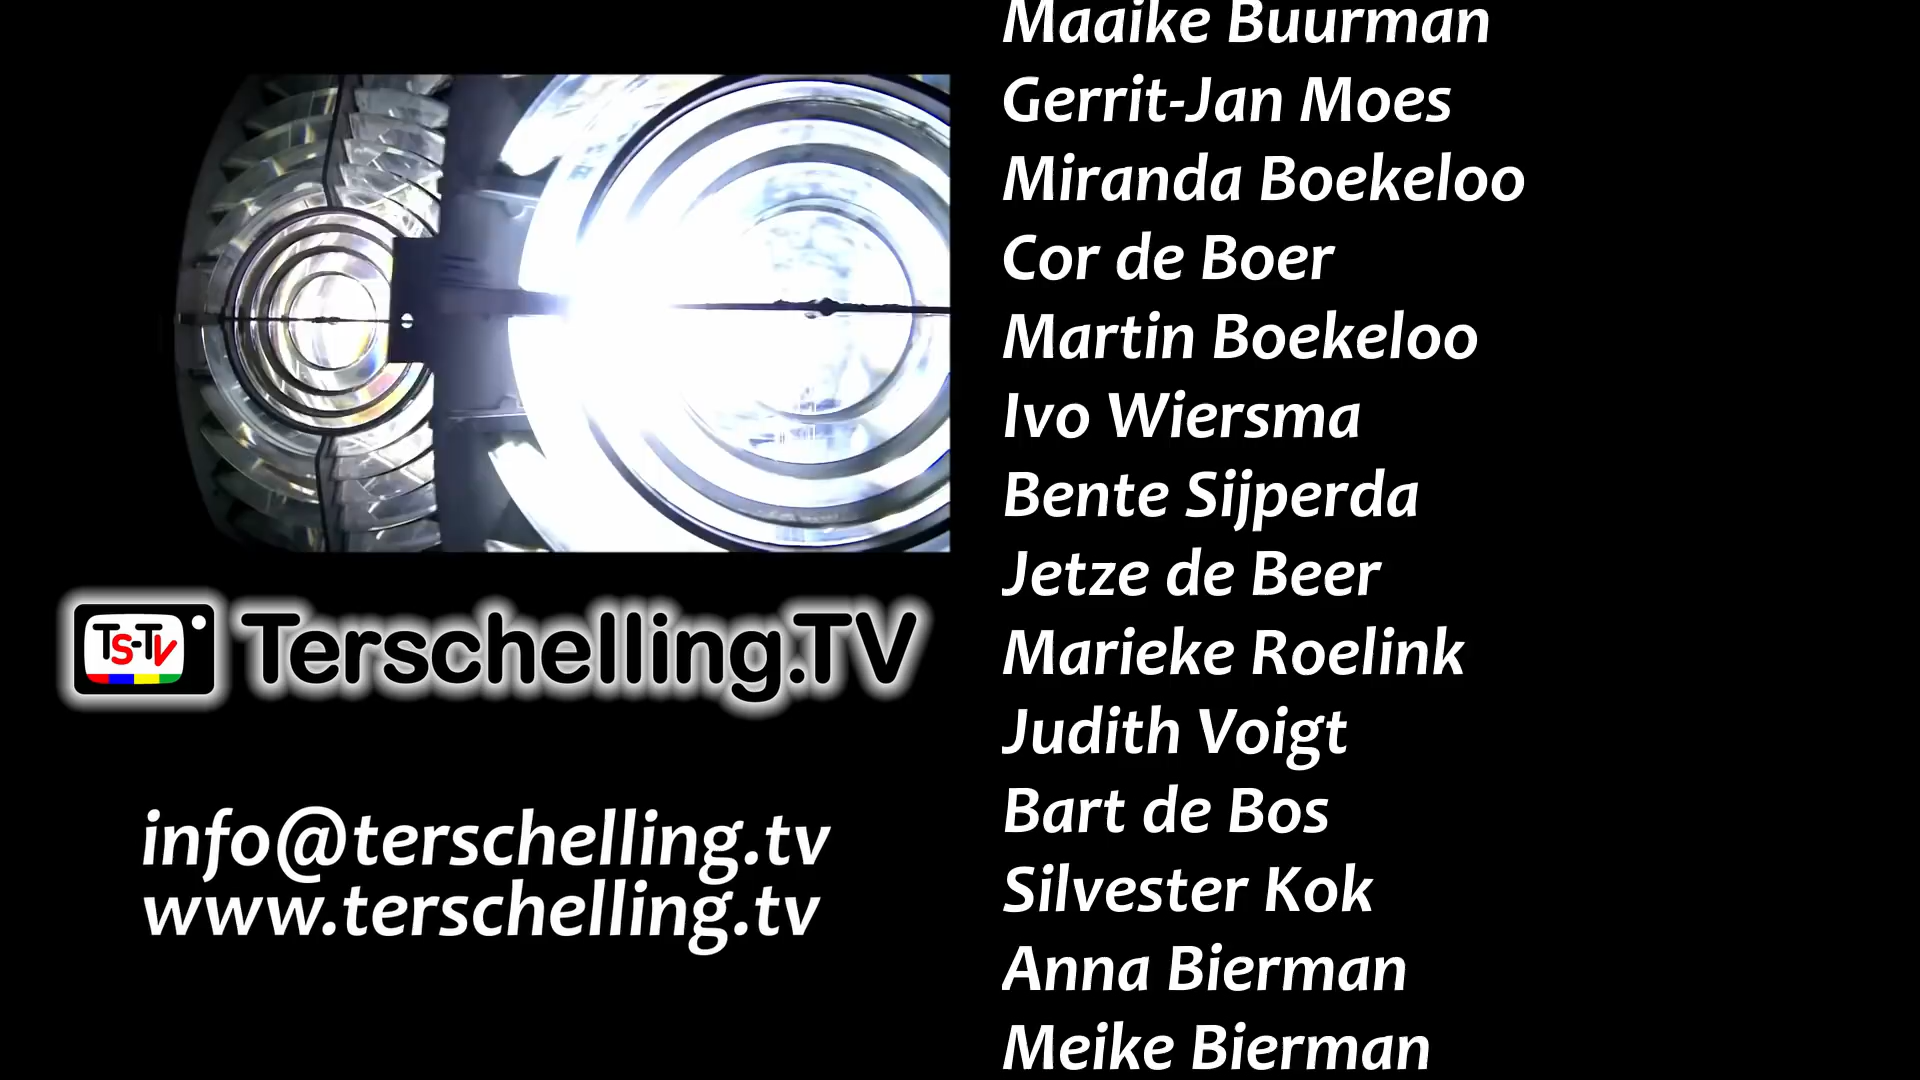 TS-TV
Terschelling.TV
info@terschelling.tv
www.terschelling.tv
Maaike Buurman
Gerrit-Jan Moes
Miranda Boekeloo
Cor de Boer
Martin Boekeloo
Ivo Wiersma
Bente Sijperda
Jetze de Beer
Marieke Roelink
Judith Voigt
Bart de Bos
Silvester Kok
Anna Bierman
Meike Bierman